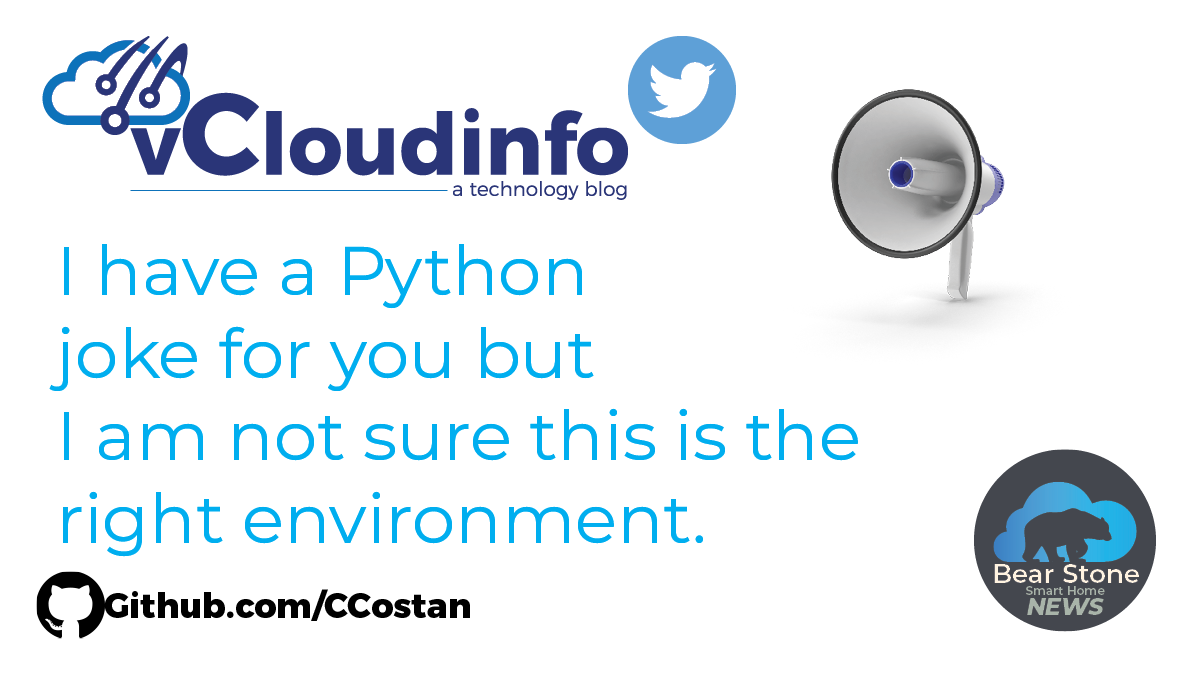 vCloudinfo
a technology blog
I have a Python
joke for you but
I am not sure this is the
right environment.
Github.com/CCostan
Bear Stone
Smart Home
NEWS